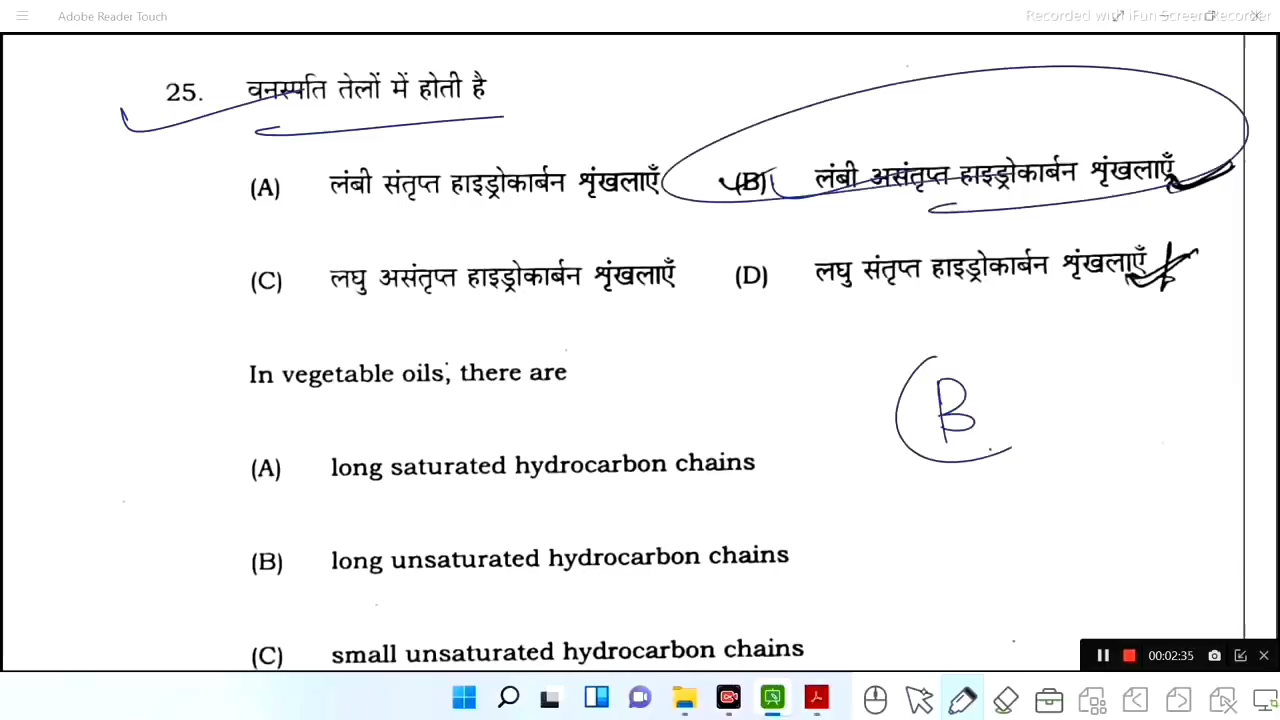 Adobe Reader Touch
Recorded with iFun Screen Recorder
25. वनस्पति तेलों में होती है
(A) लंबी संतृप्त हाइड्रोकार्बन शृंखलाएँ (B) लंबी असंतृप्त हाइड्रोकार्बन शृंखलाएँ
(C) लघु असंतृप्त हाइड्रोकार्बन शृंखलाएँ (D) लघु संतृप्त हाइड्रोकार्बन शृंखलाएँ
In vegetable oils, there are
B
(A) long saturated hydrocarbon chains
(B) long unsaturated hydrocarbon chains
(C) small unsaturated hydrocarbon chains
00:02:35